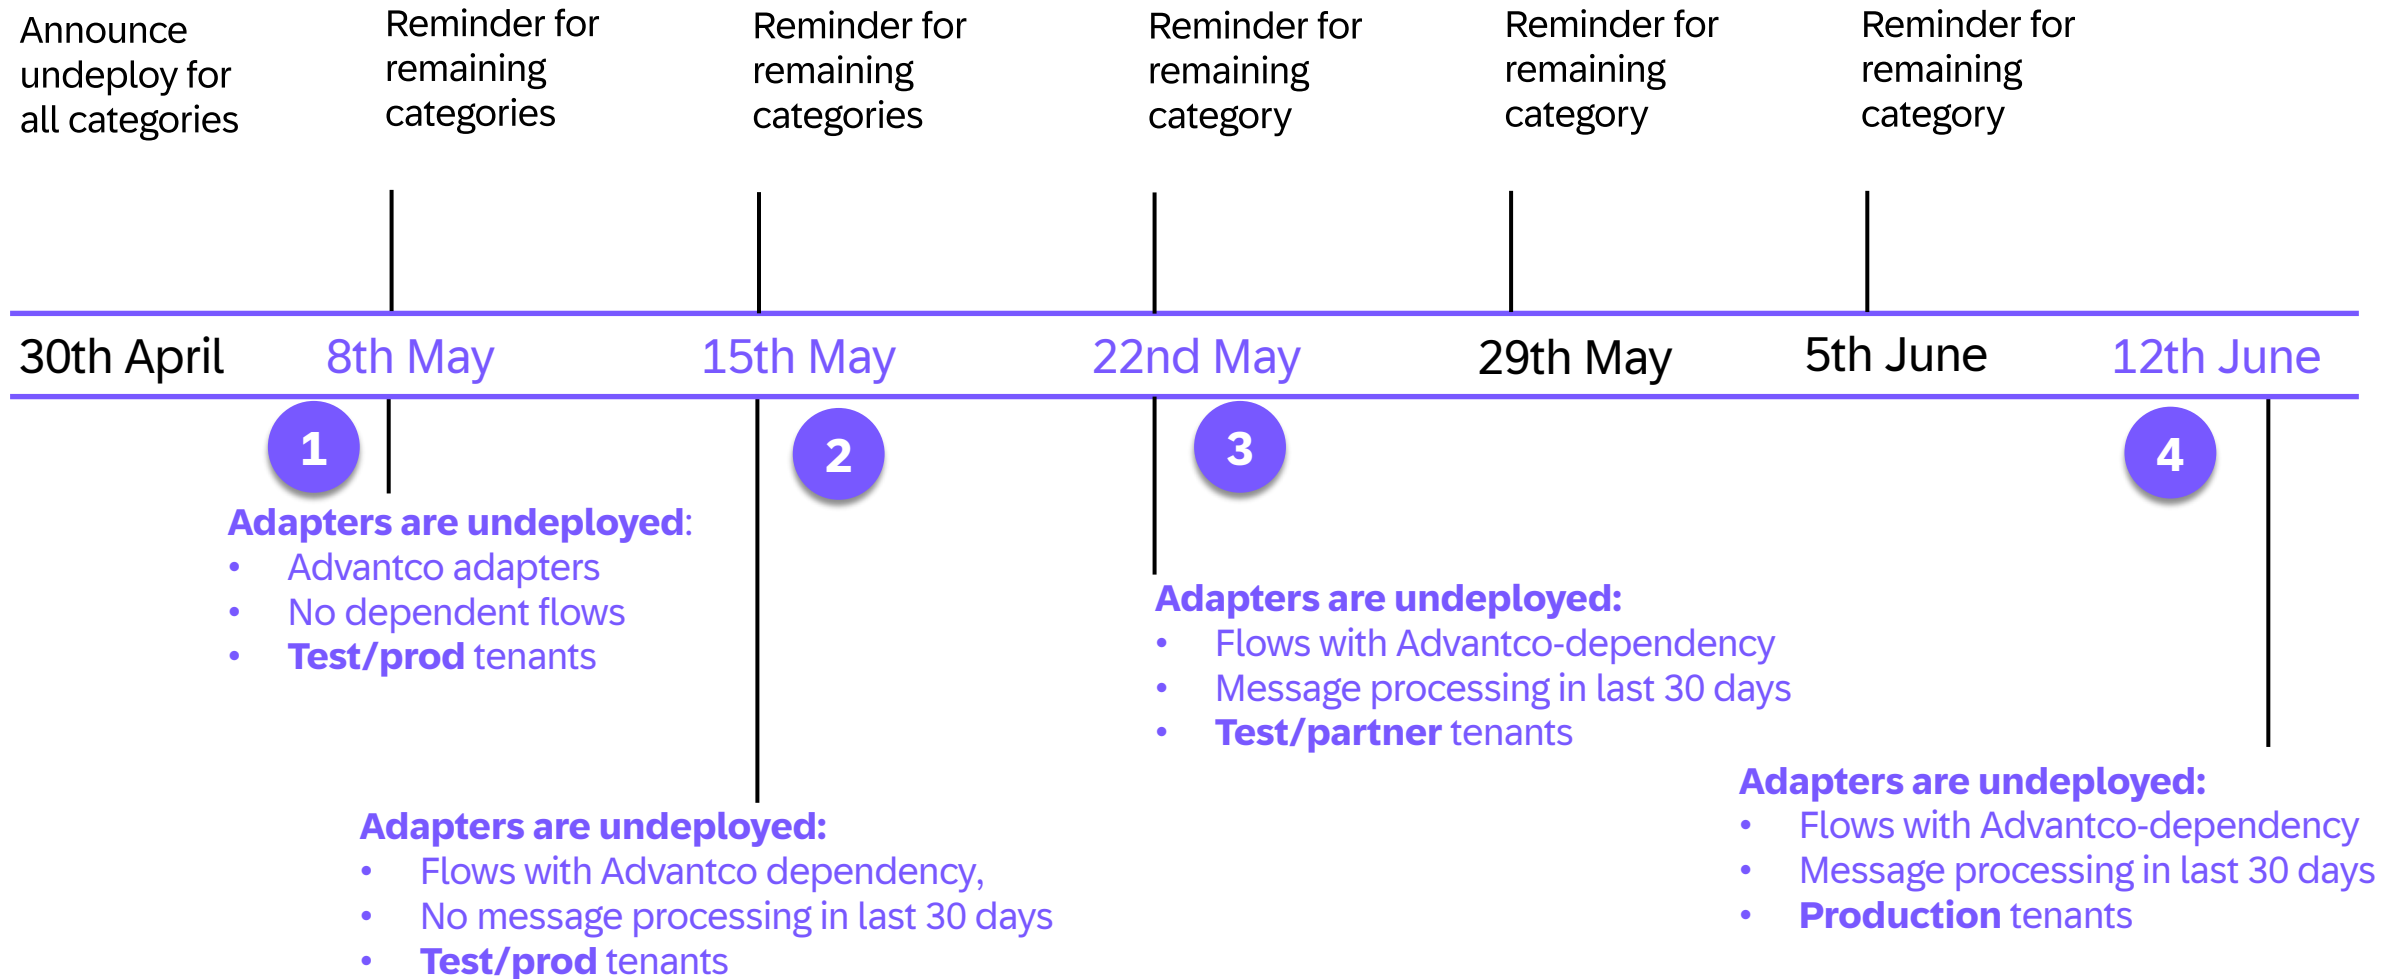 Announce
undeploy for
all categories
Reminder for
remaining
categories
Reminder for
remaining
categories
Reminder for
remaining
category
Reminder for
remaining
category
Reminder for
remaining
category
30th April
8th May
15th May
22nd May
29th May
5th June
12th June
1
2
3
4
Adapters are undeployed:
• Advantco adapters
• No dependent flows
• Test/prod tenants
Adapters are undeployed:
• Flows with Advantco dependency,
• No message processing in last 30 days
• Test/prod tenants
Adapters are undeployed:
• Flows with Advantco-dependency
• Message processing in last 30 days
• Test/partner tenants
Adapters are undeployed:
• Flows with Advantco-dependency
• Message processing in last 30 days
• Production tenants